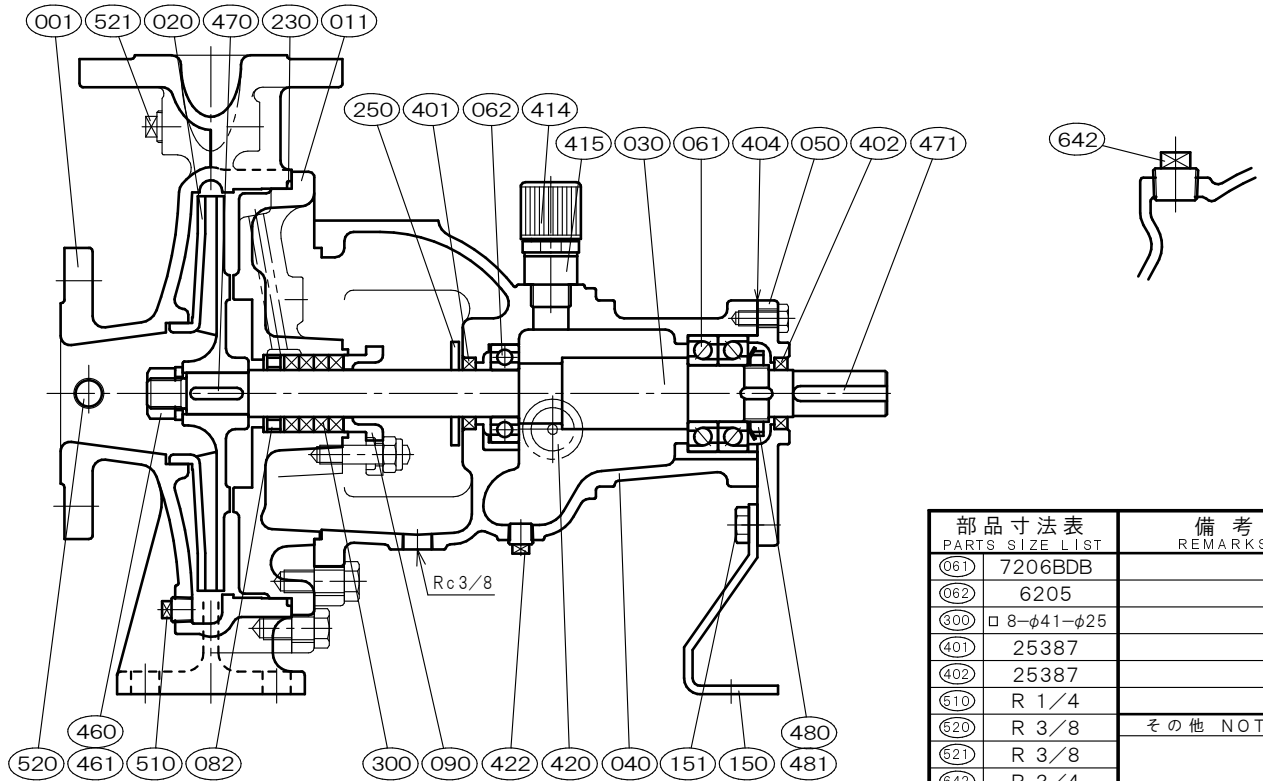 001 521 020 470 230 011
250 401 062 414
415 030 061 404 050 402 471
642
Rc3/8
460 480
520 461 510 082 300 090 422 420 040 151 150 481
部品寸法表 備考
PARTS SIZE LIST REMARKS
061 7206BDB
062 6205
300 □ 8-φ41-φ25
401 25387
402 25387
510 R 1/4
520 R 3/8 その他 NOT
521 R 3/8